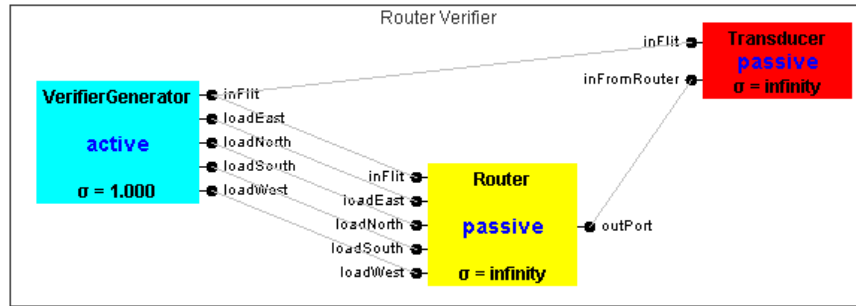 Router Verifier
VerifierGenerator
active
σ = 1.000
inFlit
loadEast
loadNorth
loadSouth
loadWest
inFlit
loadEast
loadNorth
loadSouth
loadWest
Router
passive
σ = infinity
outPort
inFlit
inFromRouter
Transducer
passive
σ = infinity